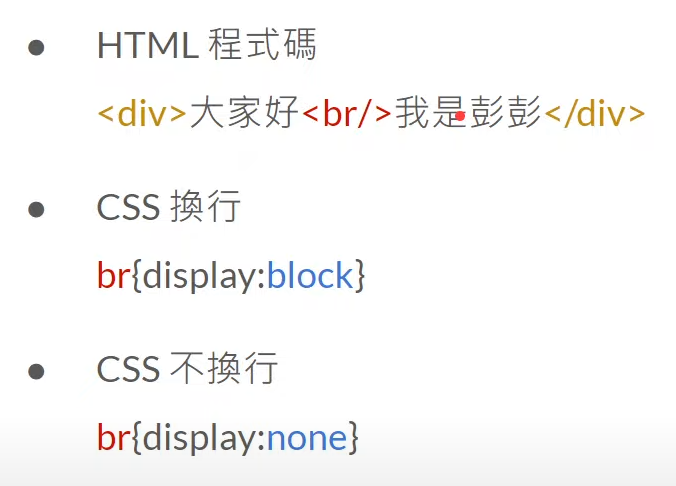 ● HTML 程式碼
<div>大家好<br/>我是彭彭</div>
● CSS 換行
br{display:block}
● CSS 不換行
br{display:none}